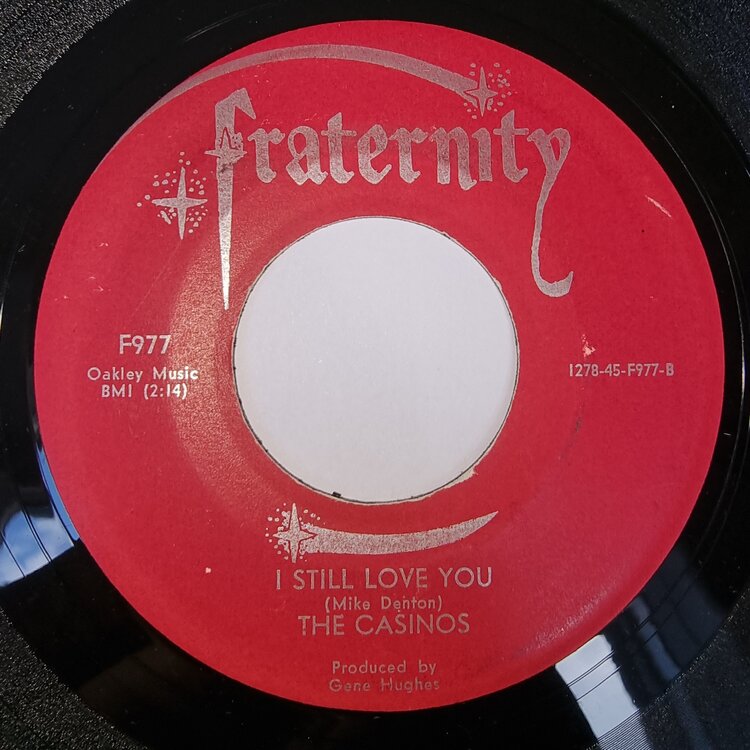 Fraternity
F977
Oakley Music
BMI (2:14)
1278-45-F977-B
I STILL LOVE YOU
(Mike Denton)
THE CASINOS
Produced by
Gene Hughes